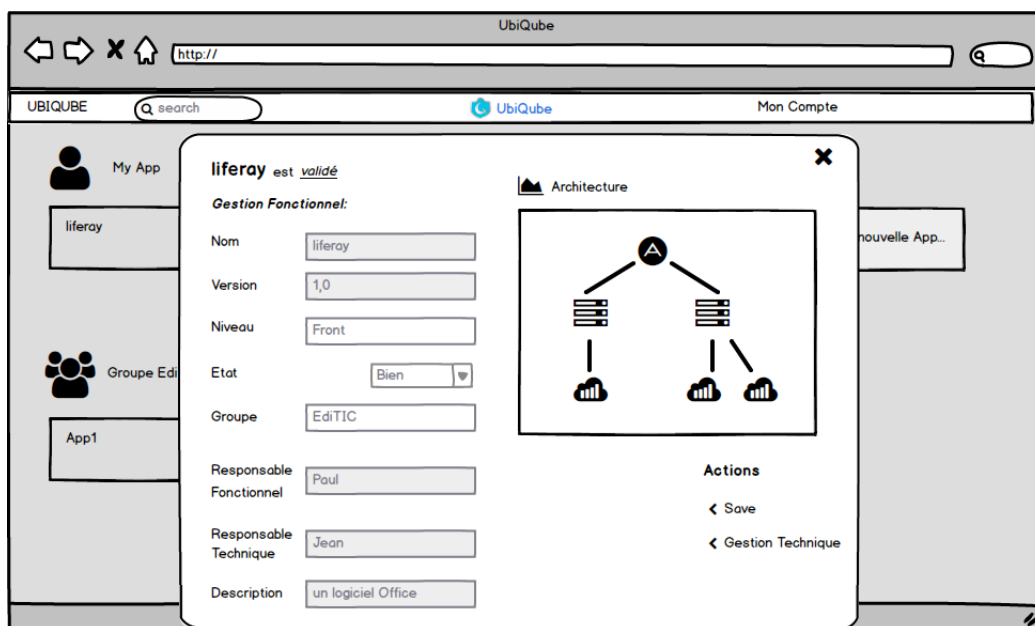 UbiQube
http://
UBIQUBE
search
UbiQube
Mon Compte
My App
liferay
nouvelle App...
Groupe Edi
App1
liferay est validé
Gestion Fonctionnel:
Nom
liferay
Version
1,0
Niveau
Front
Etat
Bien
Groupe
EdiTIC
Responsable
Fonctionnel
Paul
Responsable
Technique
Jean
Description
un logiciel Office
Architecture
A
Actions
Save
Gestion Technique